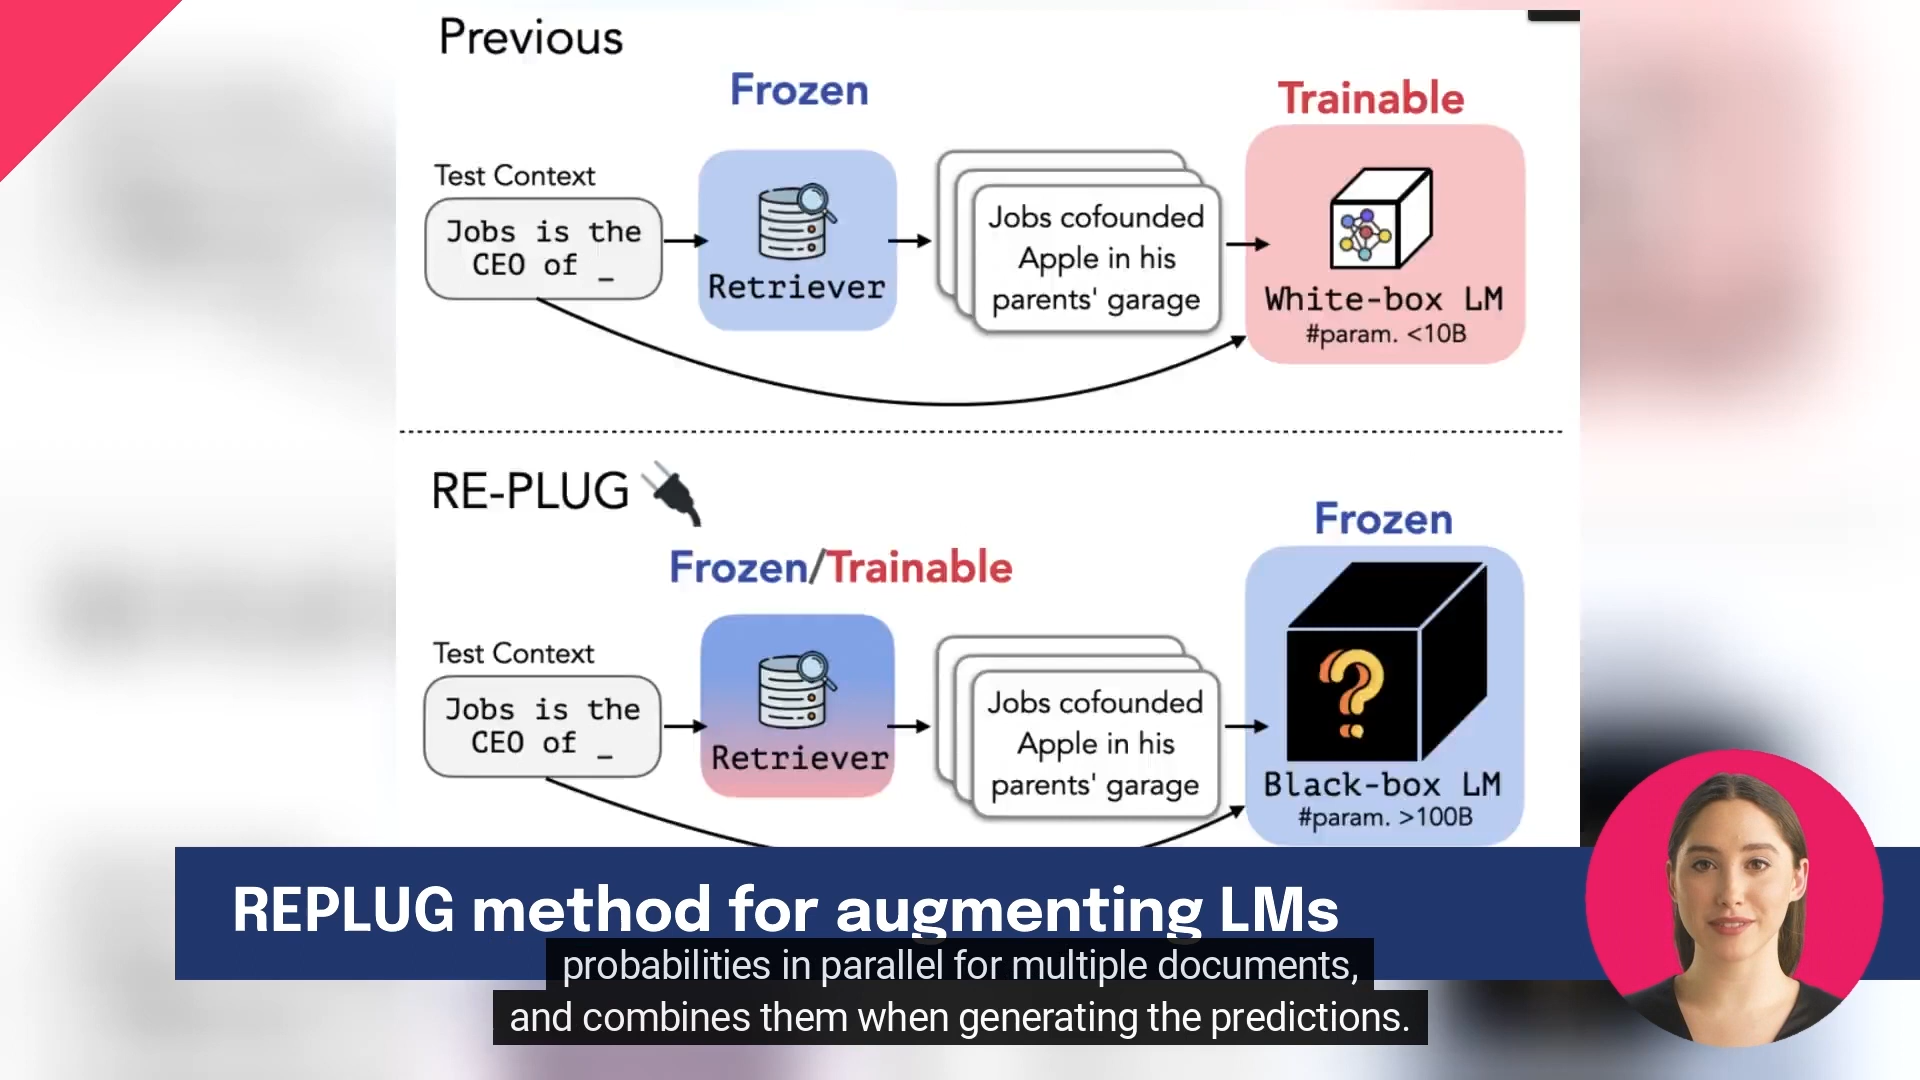 Previous
Frozen
Trainable
Test Context
Jobs is the
CEO of _
Retriever
Jobs cofounded
Apple in his
parents' garage
White-box LM
#param. <10B
RE-PLUG
Frozen
Frozen/Trainable
Test Context
Jobs is the
CEO of _
Retriever
Jobs cofounded
Apple in his
parents' garage
Black-box LM
#param. >100B
REPLUG method for augmenting LMs
probabilities in parallel for multiple documents,
and combines them when generating the predictions.